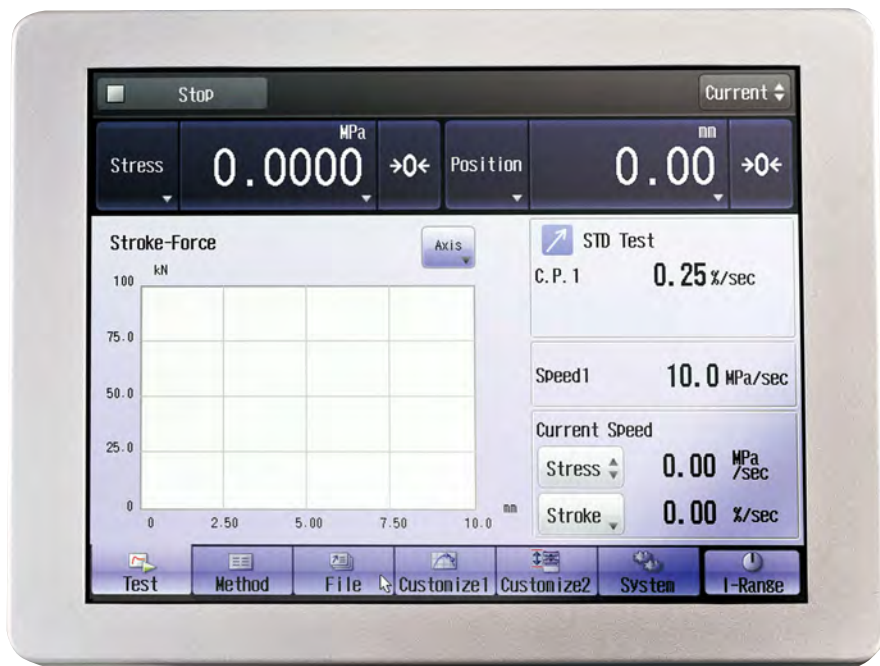 Stop
Current
Stress 0.0000 MPa →0← Position 0.00 mm →0←
Stroke-Force
Axis
kN
100
75.0
50.0
25.0
0
0 2.50 5.00 7.50 10.0 mm
STD Test
C.P.1 0.25 %/sec
Speed1 10.0 MPa/sec
Current Speed
Stress 0.00 MPa/sec
Stroke 0.00 %/sec
Test Method File Customize1 Customize2 System I-Range